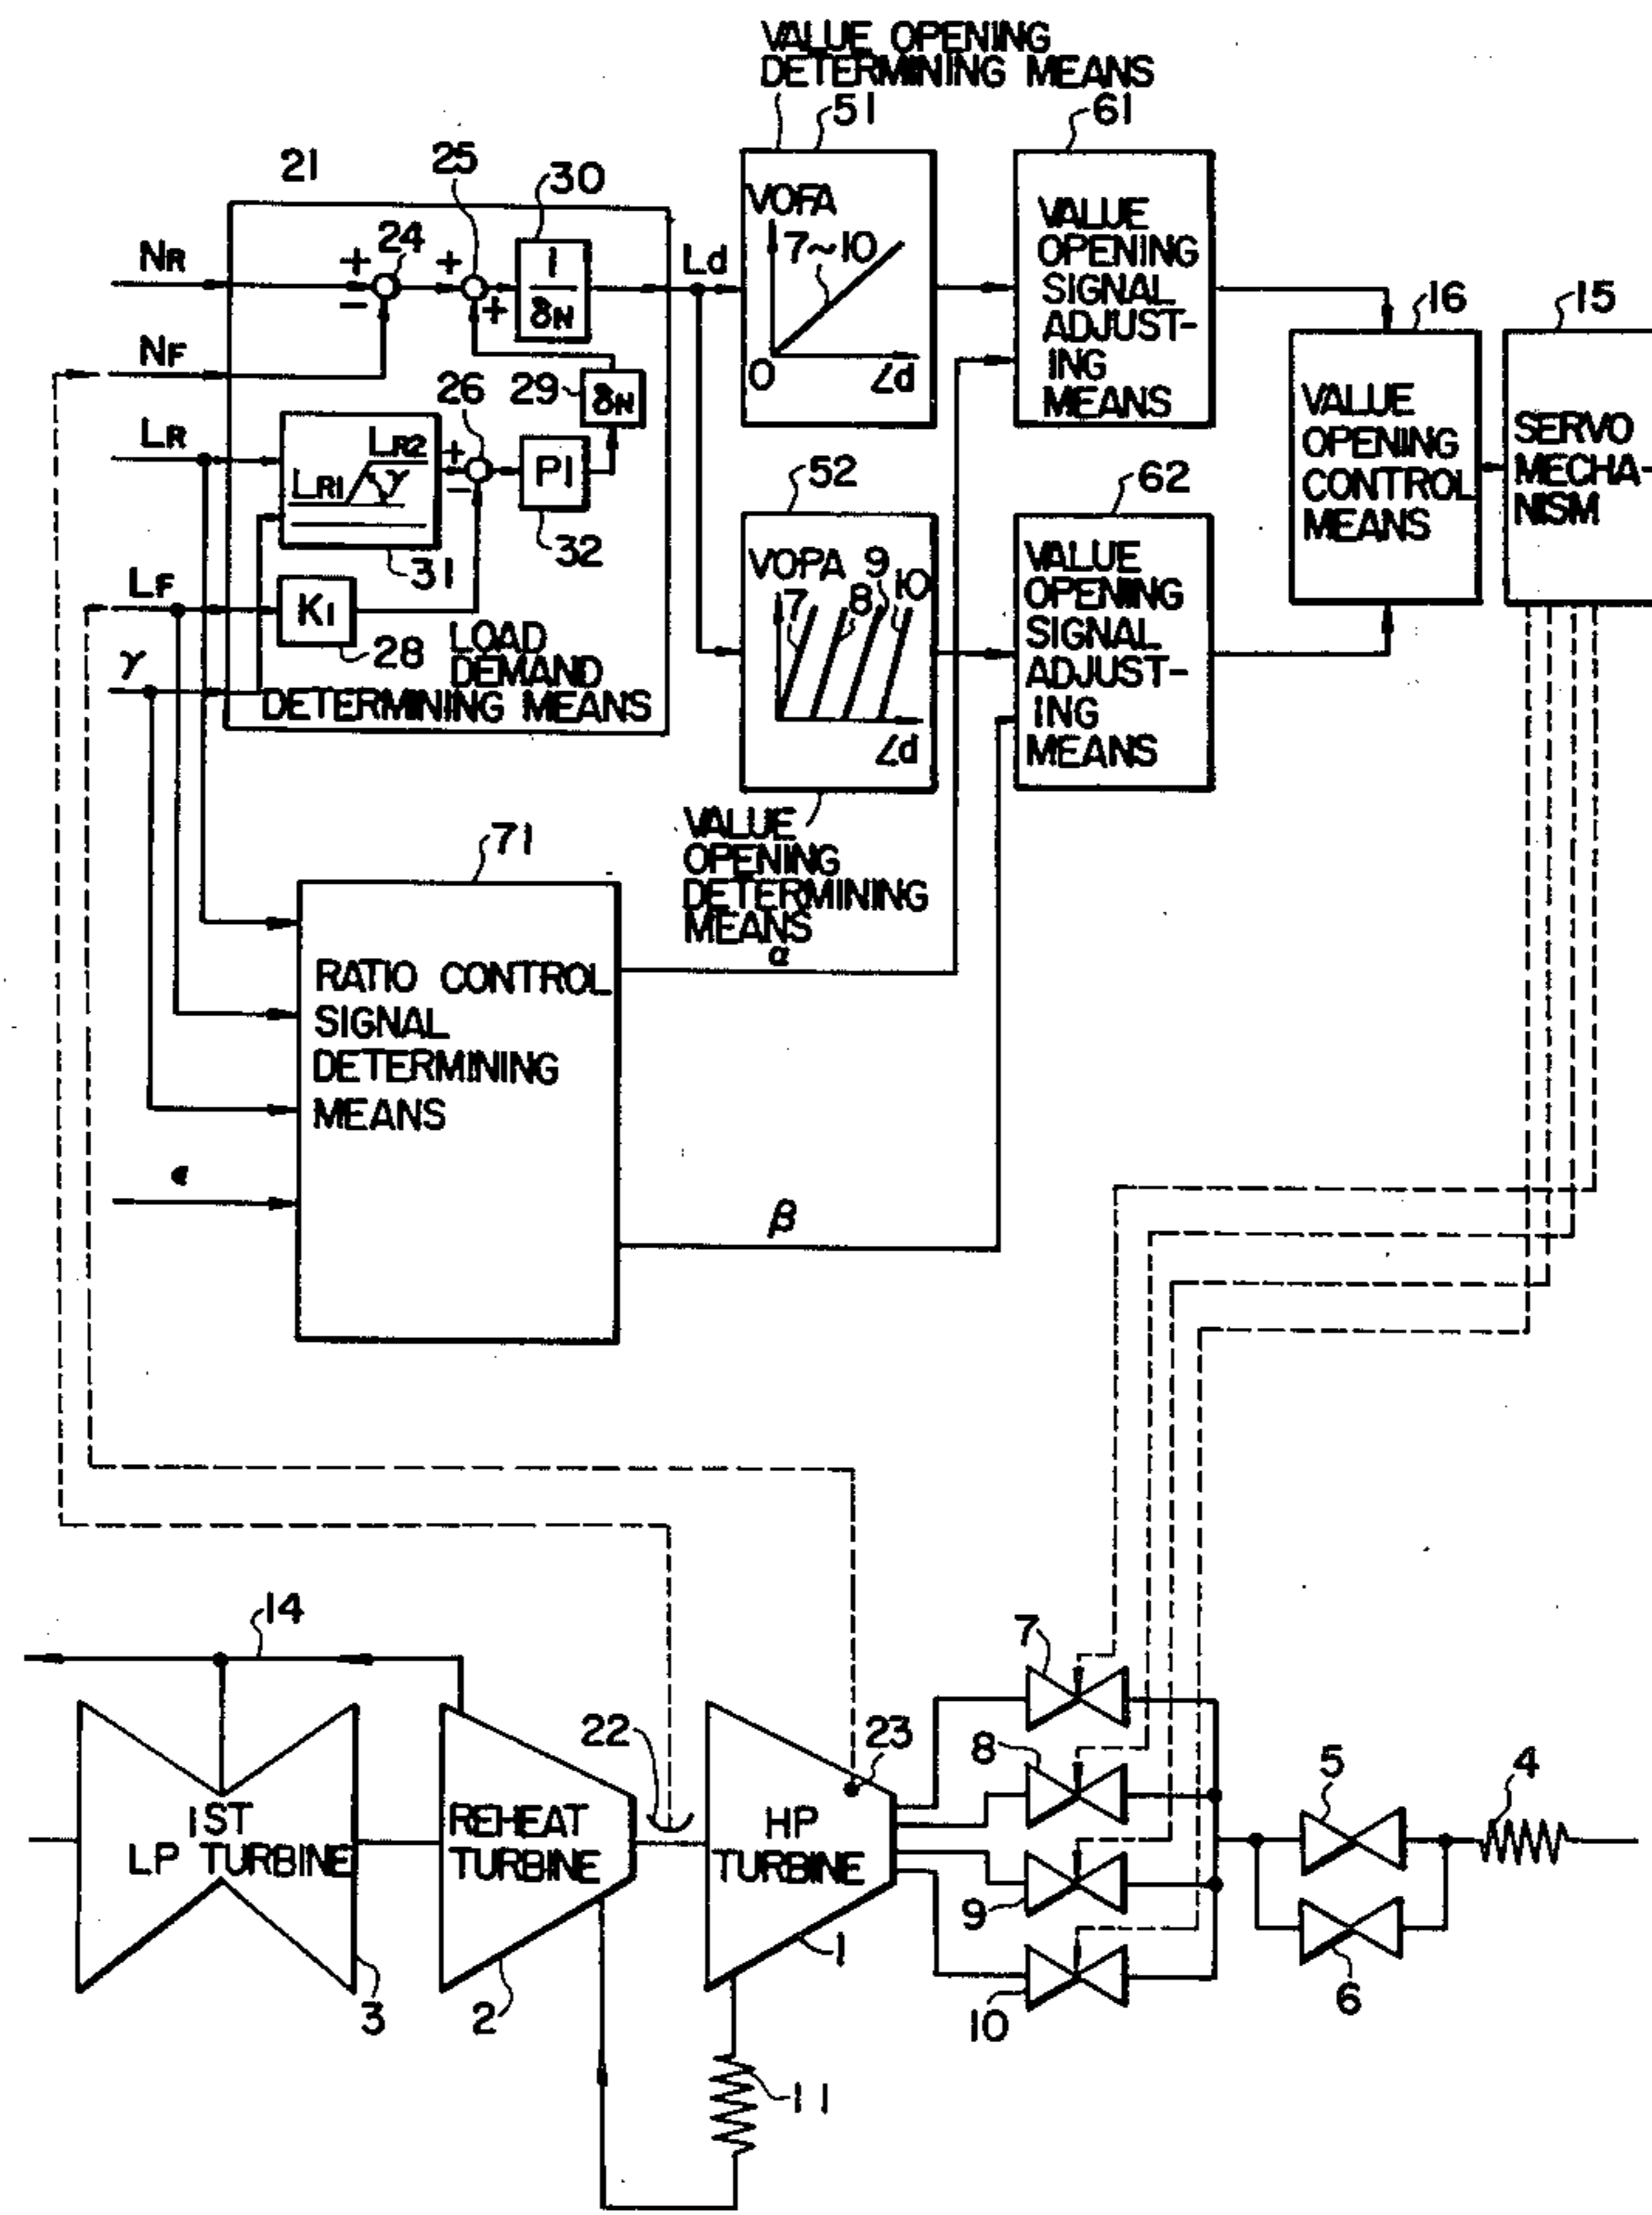 VALUE OPENING
DETERMINING MEANS
51
61
21
25
30
NR
+
24
+
1
δN
Ld
VOFA
7~10
0
Ld
VALUE
OPENING
SIGNAL
ADJUST-
ING
MEANS
16
15
−
+
NF
26
29
δN
LR
LR1
LR2
γ
+
−
PI
32
31
LF
K1
28
γ
LOAD
DEMAND
DETERMINING MEANS
52
VOPA
7
8
9
10
Ld
62
VALUE
OPENING
SIGNAL
ADJUST-
ING
MEANS
VALUE
OPENING
CONTROL
MEANS
SERVO
MECHA-
NISM
VALUE
OPENING
DETERMINING
MEANS
71
RATIO CONTROL
SIGNAL
DETERMINING
MEANS
α
ϵ
β
14
7
22
23
8
5
4
1ST
LP TURBINE
REHEAT
TURBINE
HP
TURBINE
9
1
6
3
2
10
11